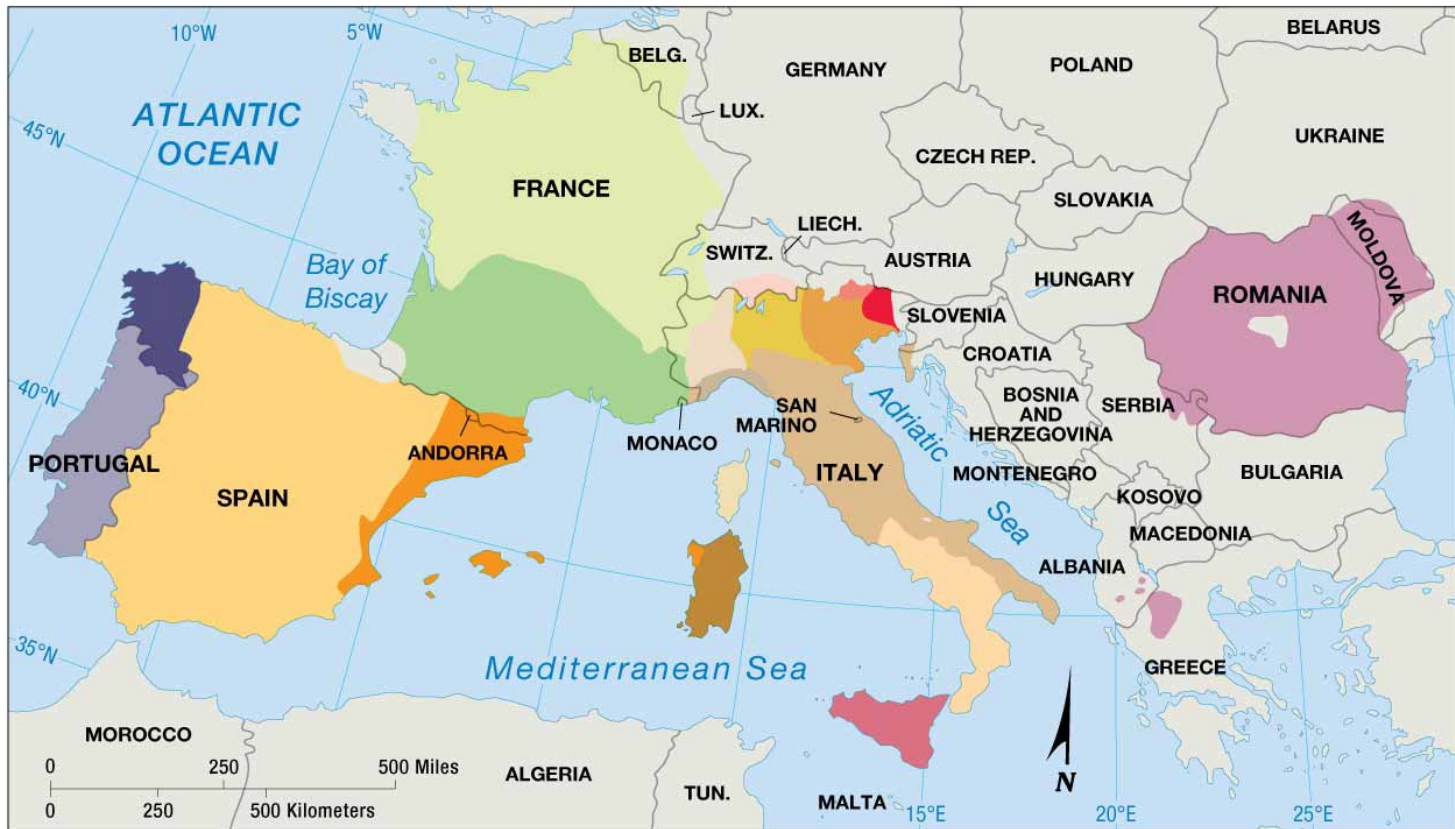 10°W
5°W
BELARUS
BELG.
GERMANY
POLAND
ATLANTIC
OCEAN
LUX.
45°N
UKRAINE
CZECH REP.
FRANCE
SLOVAKIA
LIECH.
MOLDOVA
SWITZ.
AUSTRIA
Bay of
Biscay
HUNGARY
ROMANIA
SLOVENIA
CROATIA
40°N
BOSNIA
AND
HERZEGOVINA
SERBIA
SAN
MARINO
Adriatic
Sea
MONACO
ANDORRA
PORTUGAL
SPAIN
ITALY
MONTENEGRO
BULGARIA
KOSOVO
MACEDONIA
ALBANIA
35°N
Mediterranean Sea
GREECE
MOROCCO
0 250 500 Miles
0 250 500 Kilometers
ALGERIA
TUN.
MALTA
N
15°E
20°E
25°E